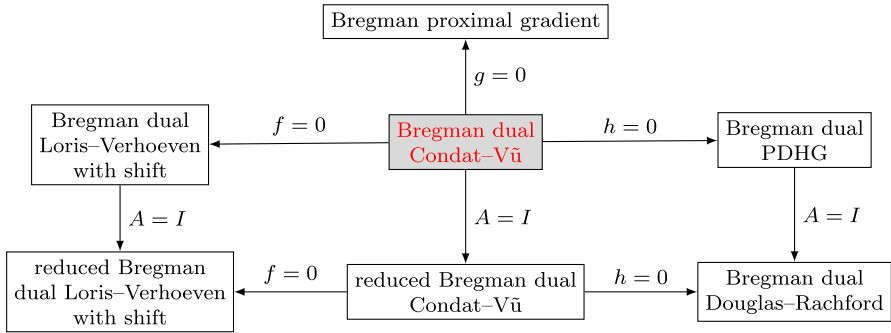 Bregman proximal gradient
g = 0
Bregman dual
Loris–Verhoeven
with shift
f = 0
Bregman dual
Condat–Vũ
h = 0
Bregman dual
PDHG
A = I
A = I
A = I
reduced Bregman
dual Loris–Verhoeven
with shift
f = 0
reduced Bregman dual
Condat–Vũ
h = 0
Bregman dual
Douglas–Rachford